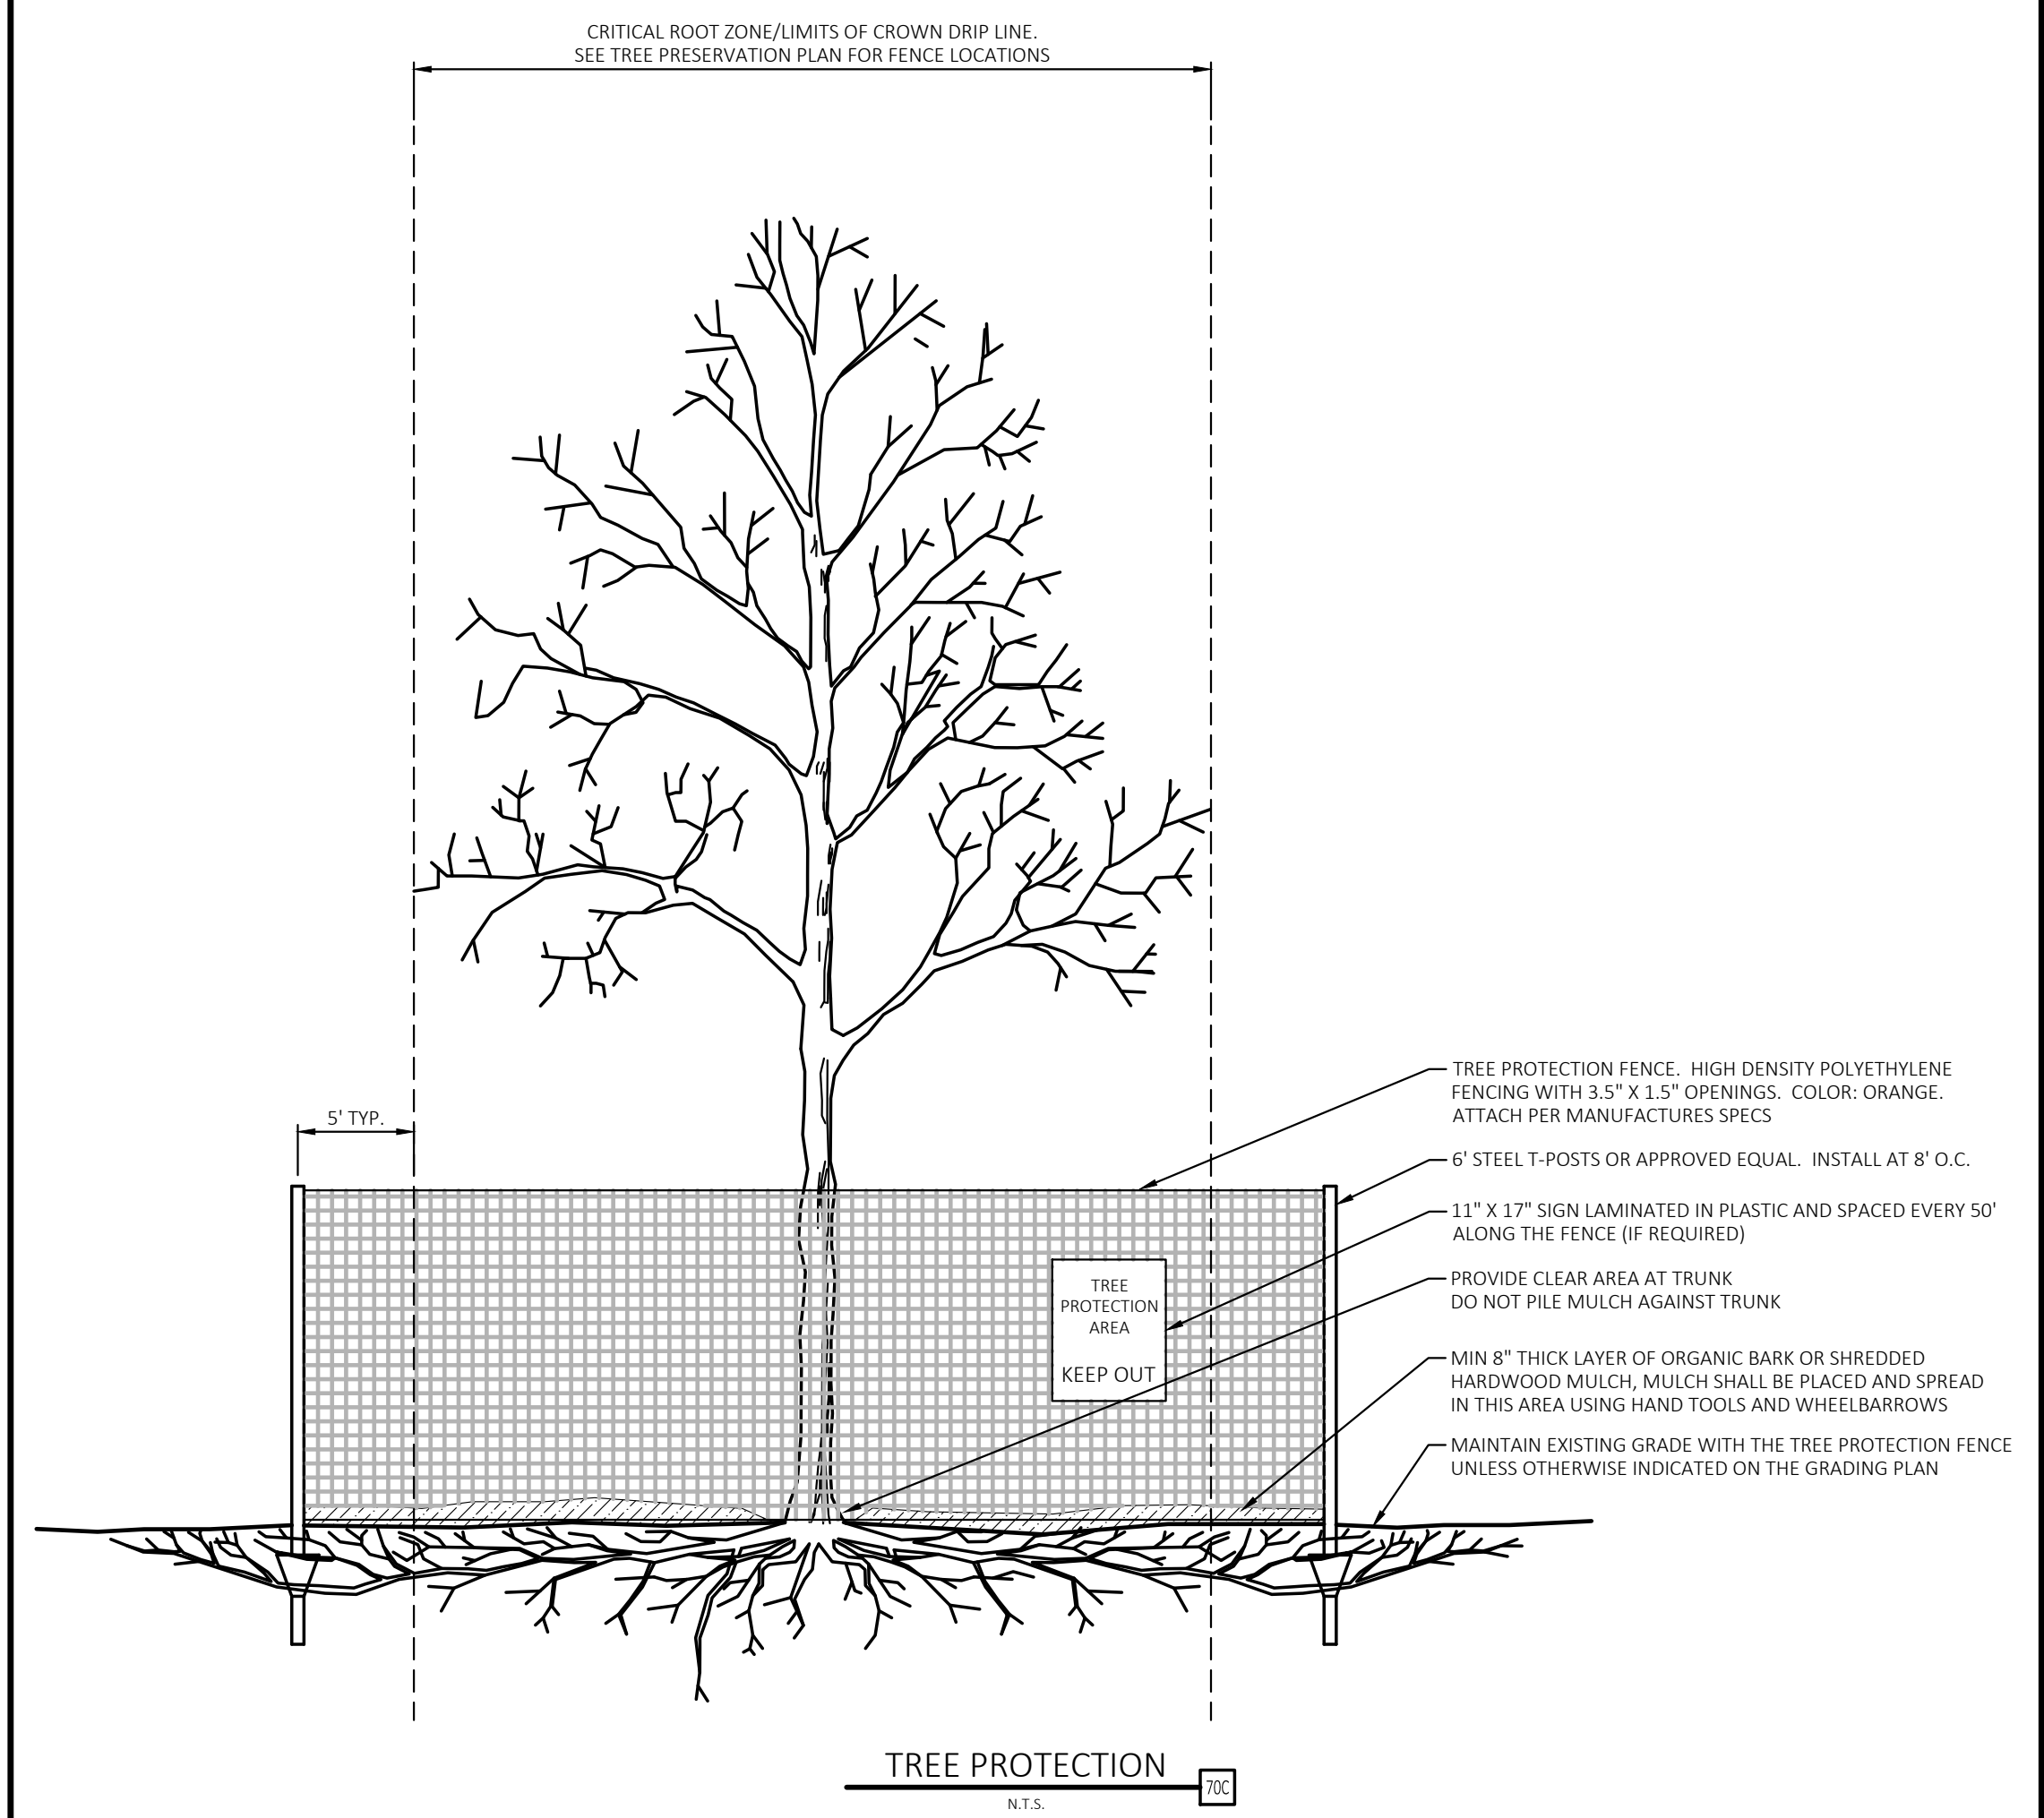 CRITICAL ROOT ZONE/LIMITS OF CROWN DRIP LINE.
SEE TREE PRESERVATION PLAN FOR FENCE LOCATIONS
TREE PROTECTION FENCE. HIGH DENSITY POLYETHYLENE
FENCING WITH 3.5" X 1.5" OPENINGS. COLOR: ORANGE.
ATTACH PER MANUFACTURES SPECS
5' TYP.
6' STEEL T-POSTS OR APPROVED EQUAL. INSTALL AT 8' O.C.
11" X 17" SIGN LAMINATED IN PLASTIC AND SPACED EVERY 50'
ALONG THE FENCE (IF REQUIRED)
PROVIDE CLEAR AREA AT TRUNK
DO NOT PILE MULCH AGAINST TRUNK
TREE
PROTECTION
AREA
KEEP OUT
MIN 8" THICK LAYER OF ORGANIC BARK OR SHREDDED
HARDWOOD MULCH, MULCH SHALL BE PLACED AND SPREAD
IN THIS AREA USING HAND TOOLS AND WHEELBARROWS
MAINTAIN EXISTING GRADE WITH THE TREE PROTECTION FENCE
UNLESS OTHERWISE INDICATED ON THE GRADING PLAN
TREE PROTECTION
70C
N.T.S.